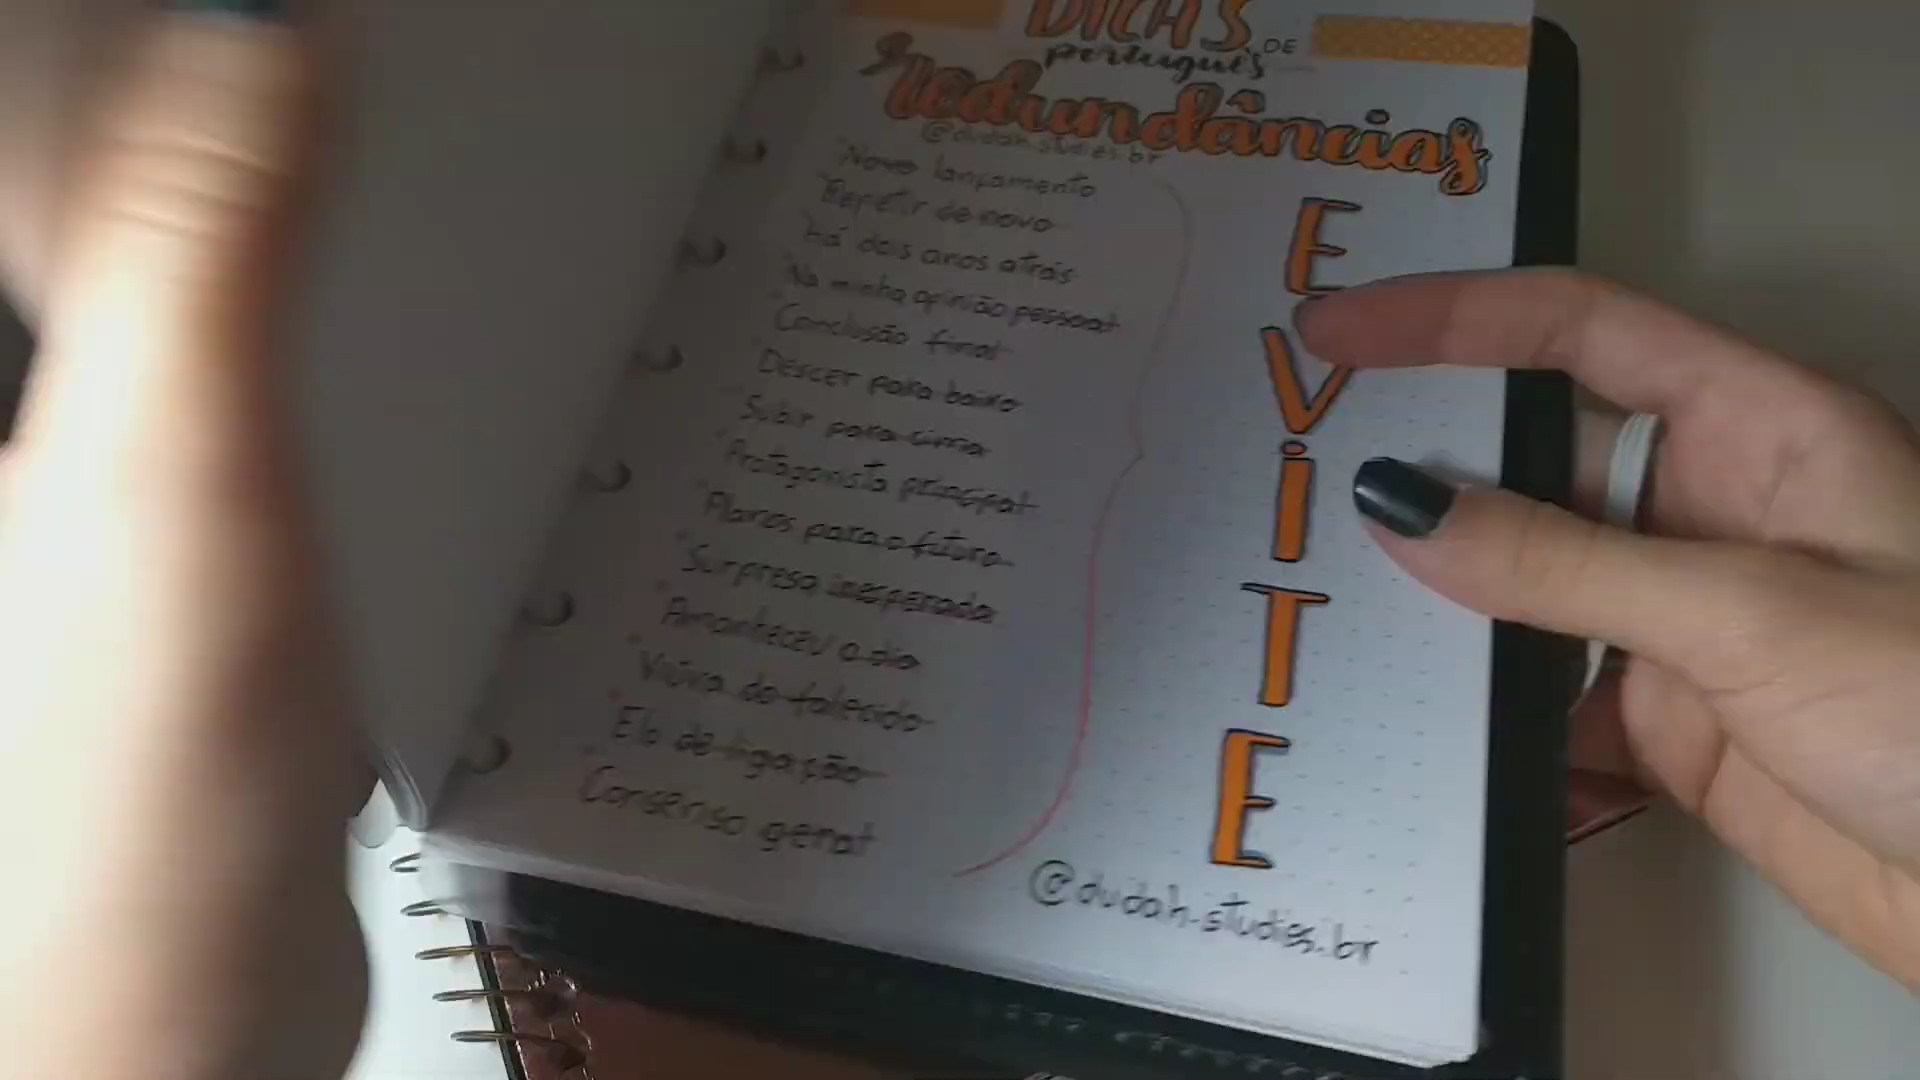 DICAS DE
português
redundâncias
@dudah.studies.br
Novo lançamento
Repetir de novo
há dois anos atrás
Na minha opinião pessoal
Conclusão final
Descer para baixo
Subir para cima
Protagonista principal
Planos para o futuro
Surpresa inesperada
Amanheceu o dia
Viúva do falecido
Elo de ligação
Consenso geral
EViTE
@dudah.studies.br